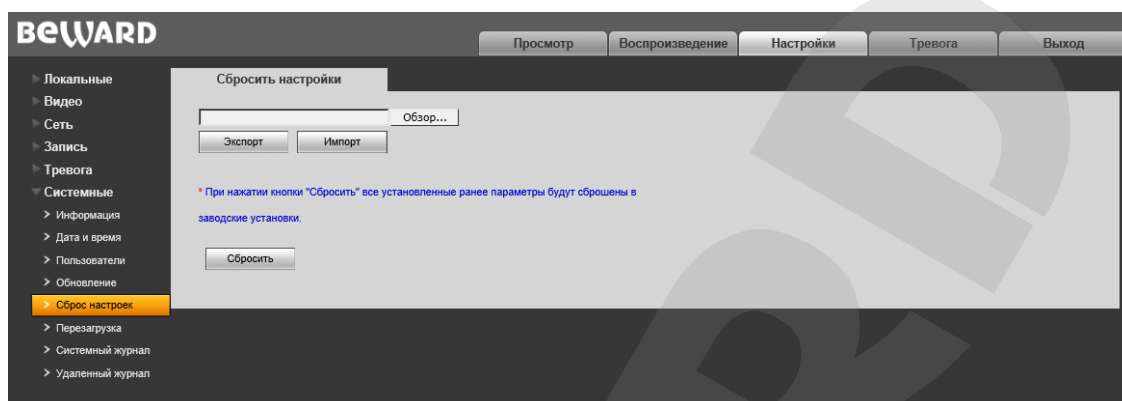 BEWARD
Просмотр Воспроизведение Настройки Тревога Выход
Локальные
Видео
Сеть
Запись
Тревога
Системные
Информация
Дата и время
Пользователи
Обновление
Сброс настроек
Перезагрузка
Системный журнал
Удаленный журнал
Сбросить настройки
Обзор...
Экспорт Импорт
* При нажатии кнопки "Сбросить" все установленные ранее параметры будут сброшены в
заводские установки.
Сбросить